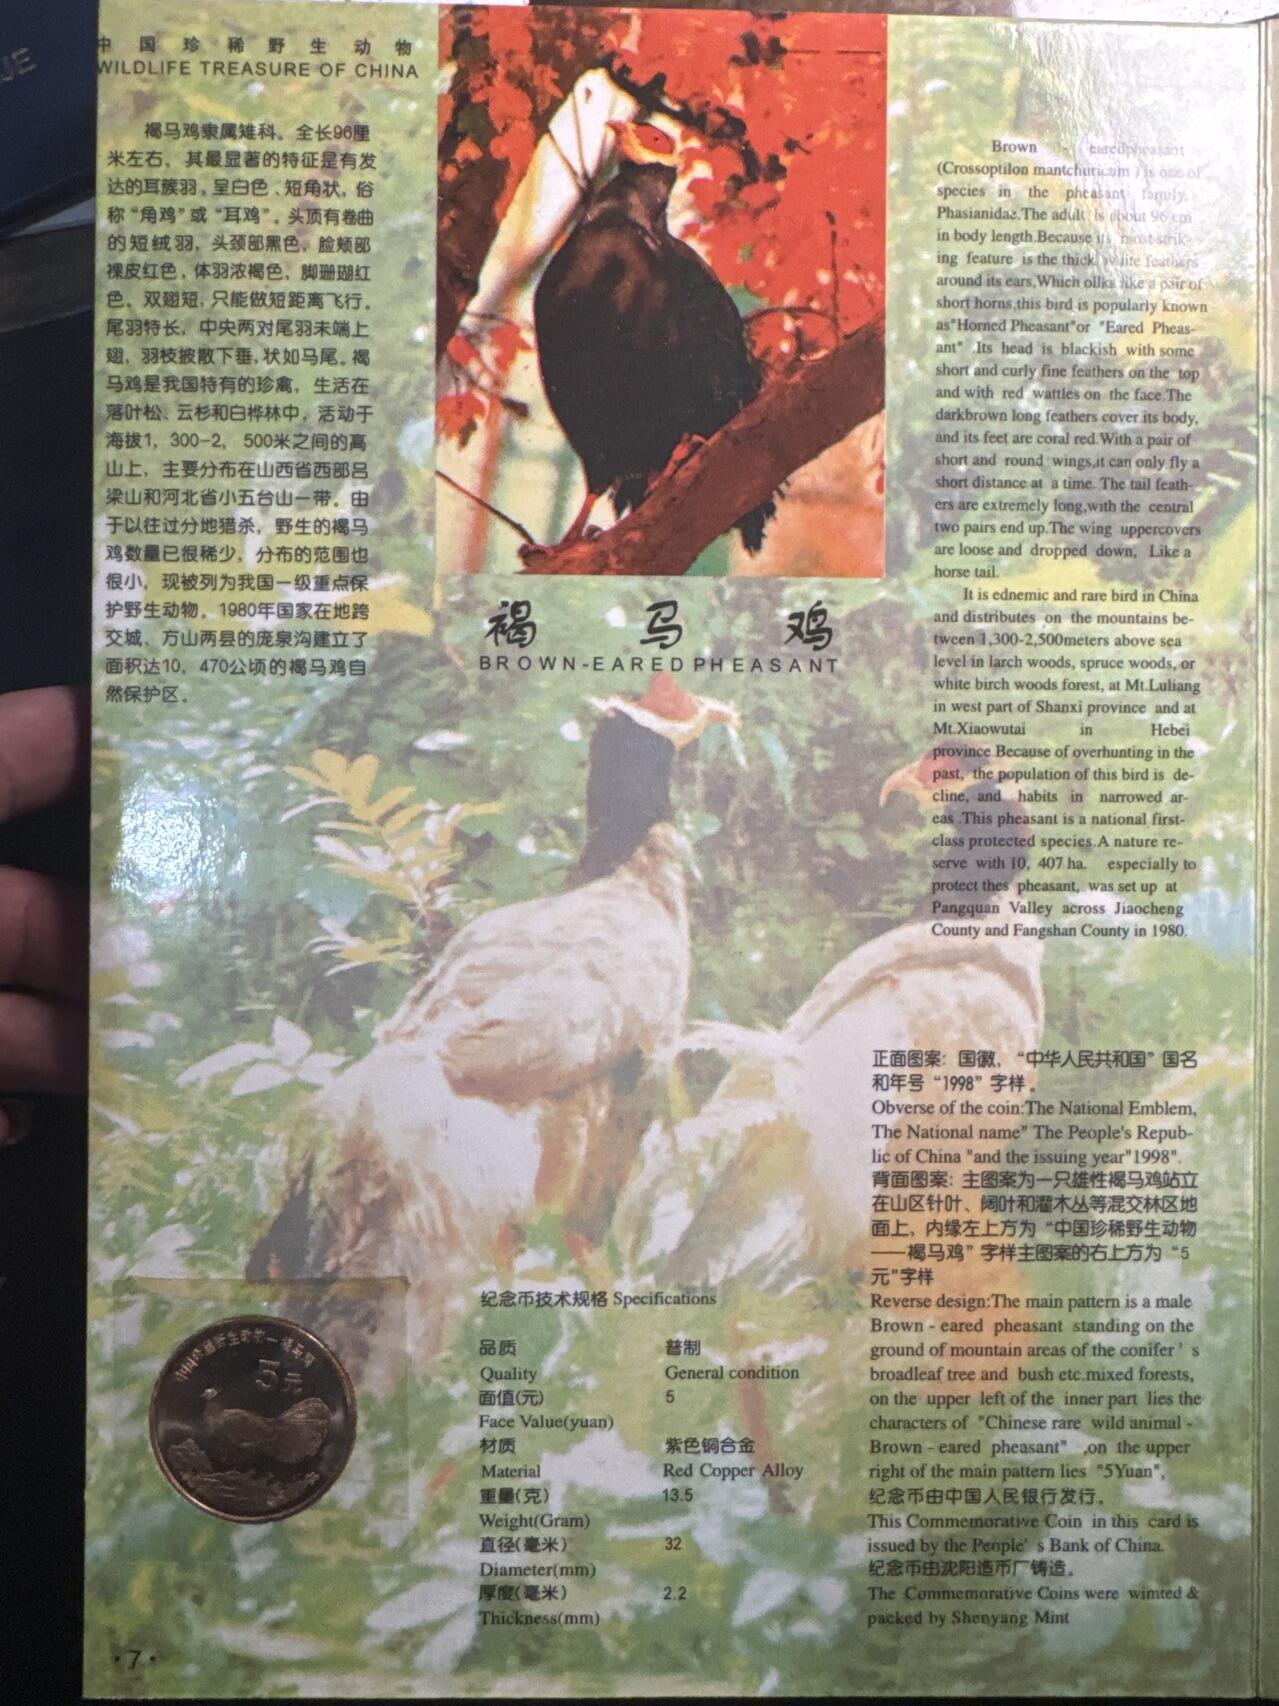 中国珍稀野生动物
WILDLIFE TREASURE OF CHINA
褐马鸡隶属雉科。全长96厘
米左右，其最显著的特征是有发
达的耳簇羽，呈白色、短角状，俗
称“角鸡”或“耳鸡”。头顶有卷曲
的短绒羽，头颈部黑色，脸颊部
裸皮红色，体羽浓褐色，脚珊瑚红
色。双翅短，只能做短距离飞行。
尾羽特长，中央两对尾羽末端上
翘，羽枝披散下垂，状如马尾。褐
马鸡是我国特有的珍禽，生活在
落叶松、云杉和白桦林中，活动于
海拔1，300-2，500米之间的高
山上，主要分布在山西省西部吕
梁山和河北省小五台山一带。由
于以往过分地猎杀，野生的褐马
鸡数量已很稀少，分布的范围也
很小，现被列为我国一级重点保
护野生动物。1980年国家在地跨
交城、方山两县的庞泉沟建立了
面积达10，470公顷的褐马鸡自
然保护区。
褐马鸡
BROWN-EARED PHEASANT
Brown - earedpheasant
(Crossoptilon mantchuricum ) is one of
species in the pheasant family,
Phasianidae.The adult is about 96 cm
in body length.Because its most strik-
ing feature is the thick white feathers
around its ears,Which ollks like a pair of
short horns,this bird is popularly known
as"Horned Pheasant"or "Eared Pheas-
ant" .Its head is blackish with some
short and curly fine feathers on the top
and with red wattles on the face.The
darkbrown long feathers cover its body,
and its feet are coral red.With a pair of
short and round wings,it can only fly a
short distance at a time. The tail feath-
ers are extremely long,with the central
two pairs end up.The wing uppercovers
are loose and dropped down, Like a
horse tail.
It is ednemic and rare bird in China
and distributes on the mountains be-
tween 1,300-2,500meters above sea
level in larch woods, spruce woods, or
white birch woods forest, at Mt.Luliang
in west part of Shanxi province and at
Mt.Xiaowutai in Hebei
province.Because of overhunting in the
past, the population of this bird is de-
cline, and habits in narrowed ar-
eas .This pheasant is a national first-
class protected species.A nature re-
serve with 10, 407 ha. especially to
protect thes pheasant, was set up at
Pangquan Valley across Jiaocheng
County and Fangshan County in 1980.
正面图案：国徽，“中华人民共和国”国名
和年号“1998”字样。
Obverse of the coin:The National Emblem,
The National name" The People's Repub-
lic of China "and the issuing year"1998".
背面图案：主图案为一只雄性褐马鸡站立
在山区针叶、阔叶和灌木丛等混交林区地
面上，内缘左上方为“中国珍稀野生动物
——褐马鸡”字样主图案的右上方为“5
元”字样
Reverse design:The main pattern is a male
Brown - eared pheasant standing on the
ground of mountain areas of the conifer ' s
broadleaf tree and bush etc.mixed forests,
on the upper left of the inner part lies the
characters of "Chinese rare wild animal -
Brown - eared pheasant" ,on the upper
right of the main pattern lies "5Yuan",
纪念币由中国人民银行发行。
This Commemorative Coin in this card is
issued by the People' s Bank of China.
纪念币由沈阳造币厂铸造。
The Commemorative Coins were wimted &
packed by Shenyang Mint
纪念币技术规格 Specifications
品质 普制
Quality General condition
面值(元) 5
Face Value(yuan)
材质 紫色铜合金
Material Red Copper Alloy
重量(克) 13.5
Weight(Gram)
直径(毫米) 32
Diameter(mm)
厚度(毫米) 2.2
Thickness(mm)
中国珍稀野生动物—褐马鸡
5元
·7·